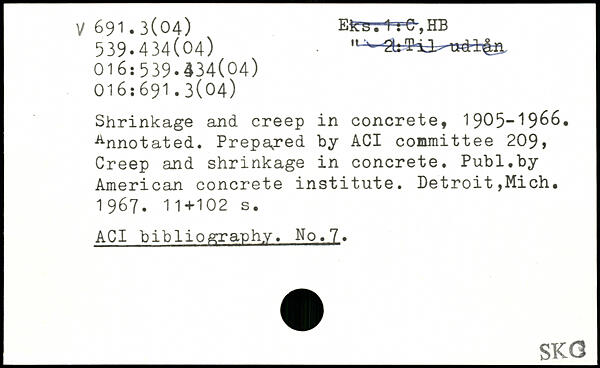 V 691.3(04)
539.434(04)
016:539.434(04)
016:691.3(04)
Eks.1:C,HB
" 2:Til udlån
Shrinkage and creep in concrete, 1905-1966.
Annotated. Prepared by ACI committee 209,
Creep and shrinkage in concrete. Publ.by
American concrete institute. Detroit,Mich.
1967. 11+102 s.
ACI bibliography. No.7.
SKC